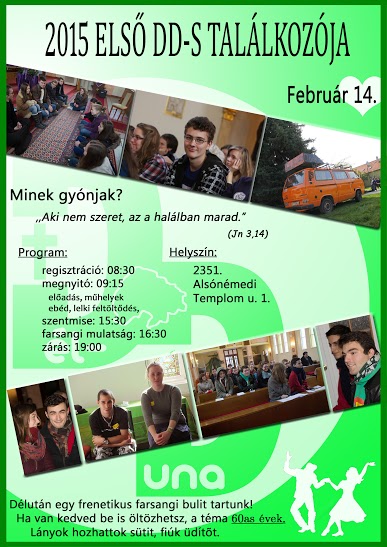 2015 ELSŐ DD-S TALÁLKOZÓJA
Február 14.
Minek gyónjak?
„Aki nem szeret, az a halálban marad.”
(Jn 3,14)
Program:
regisztráció: 08:30
megnyitó: 09:15
előadás, műhelyek
ebéd, lelki feltöltődés,
szentmise: 15:30
farsangi mulatság: 16:30
zárás: 19:00
Helyszín:
2351.
Alsónémedi
Templom u. 1.
una
Délután egy frenetikus farsangi bulit tartunk!
Ha van kedved be is öltözhetsz, a téma 60as évek.
Lányok hozhattok sütit, fiúk üdítőt.